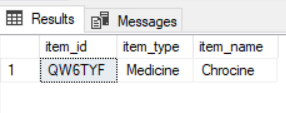 Results Messages
item_id item_type item_name
1 QW6TYF Medicine Chrocine